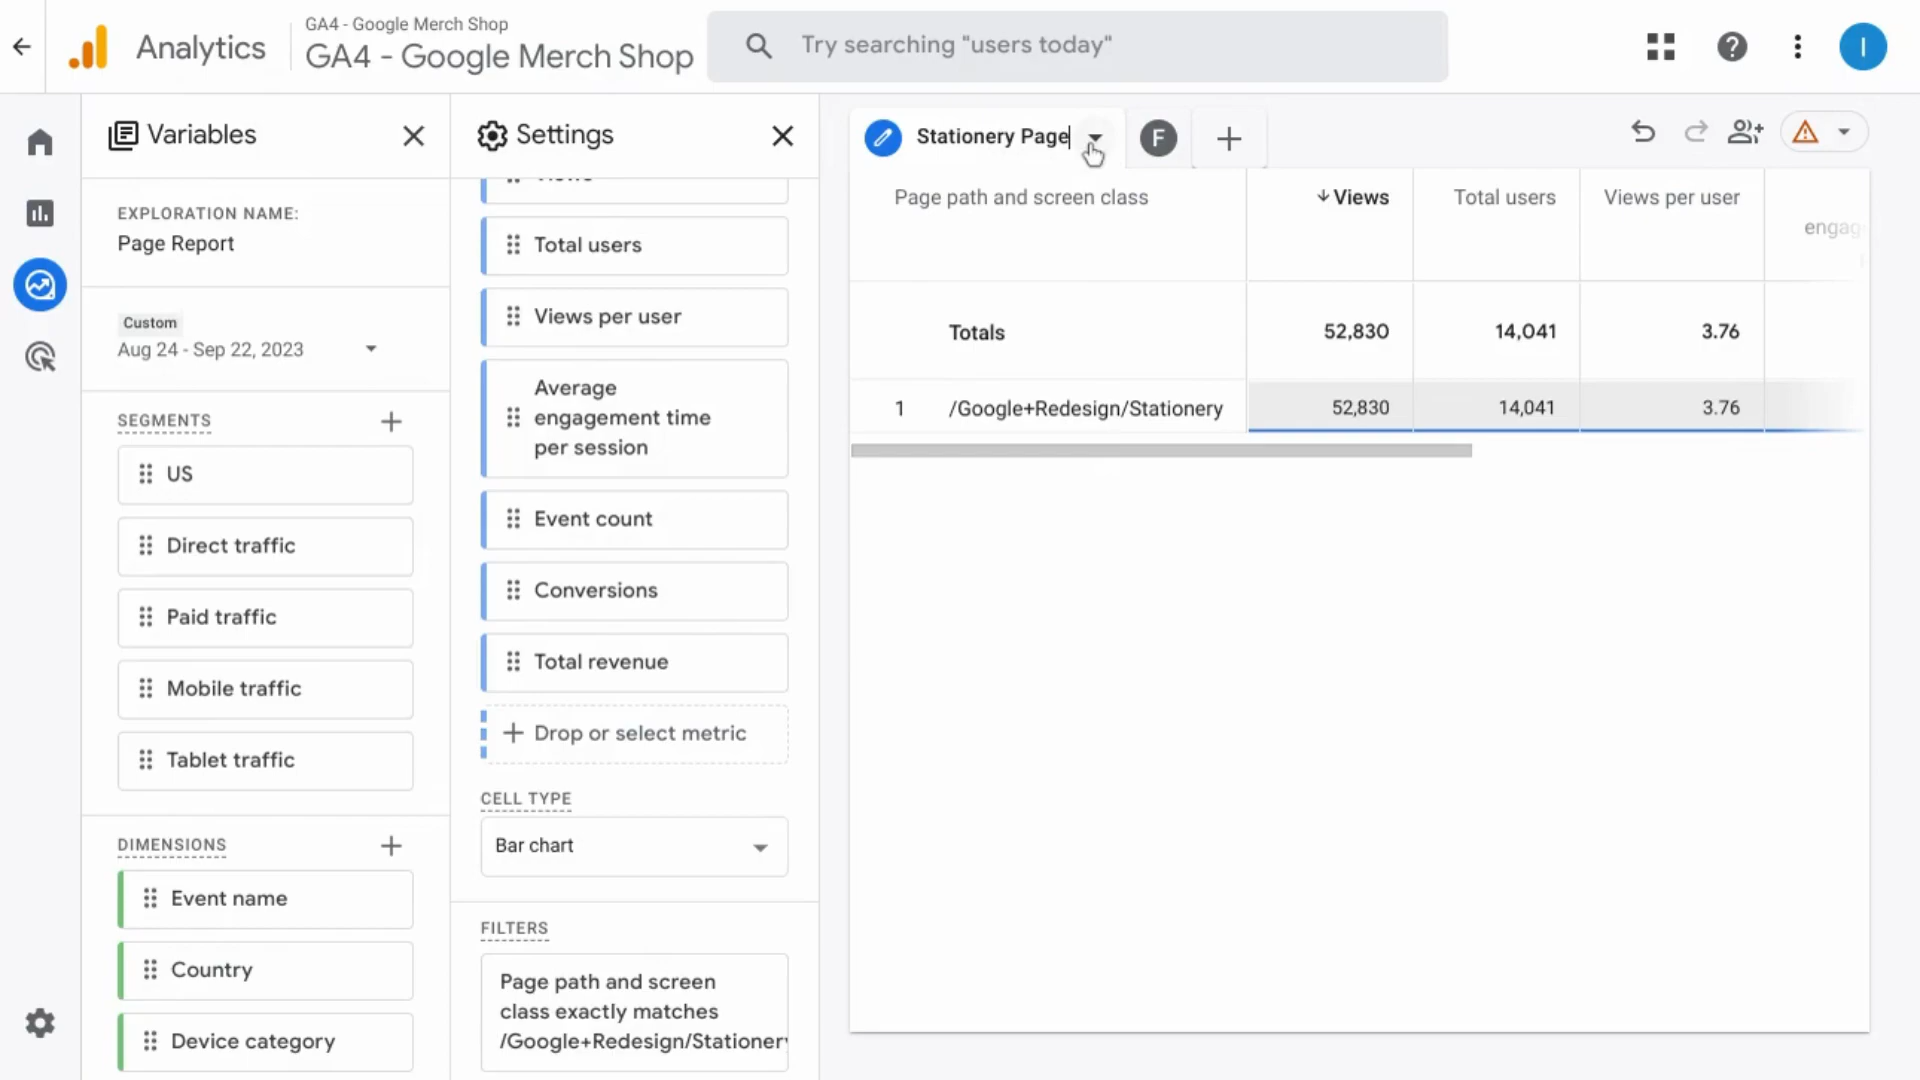 Analytics
GA4 - Google Merch Shop
GA4 - Google Merch Shop
Try searching "users today"
I
Variables
EXPLORATION NAME:
Page Report
Custom
Aug 24 - Sep 22, 2023
SEGMENTS
US
Direct traffic
Paid traffic
Mobile traffic
Tablet traffic
DIMENSIONS
Event name
Country
Device category
Settings
Total users
Views per user
Average
engagement time
per session
Event count
Conversions
Total revenue
Drop or select metric
CELL TYPE
Bar chart
FILTERS
Page path and screen
class exactly matches
/Google+Redesign/Stationery
Stationery Page
F
Page path and screen class
Views
Total users
Views per user
engag
Totals
52,830
14,041
3.76
1
/Google+Redesign/Stationery
52,830
14,041
3.76